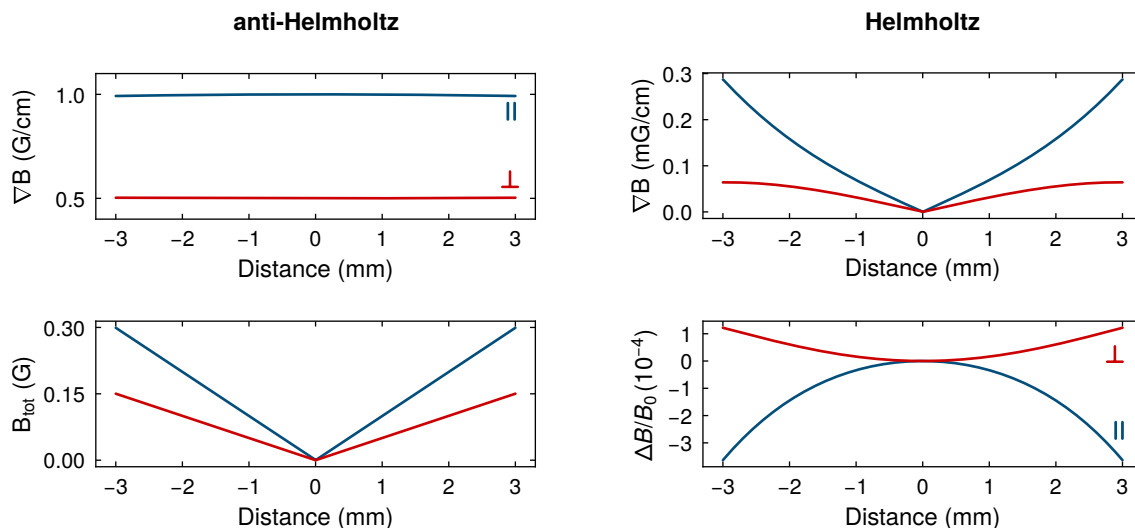 anti-Helmholtz
∇B (G/cm)
1.0
0.5
||
⊥
−3 −2 −1 0 1 2 3
Distance (mm)
B_tot (G)
0.30
0.15
0.00
−3 −2 −1 0 1 2 3
Distance (mm)
Helmholtz
∇B (mG/cm)
0.3
0.2
0.1
0.0
−3 −2 −1 0 1 2 3
Distance (mm)
ΔB/B₀ (10⁻⁴)
1
0
−1
−2
−3
⊥
||
−3 −2 −1 0 1 2 3
Distance (mm)